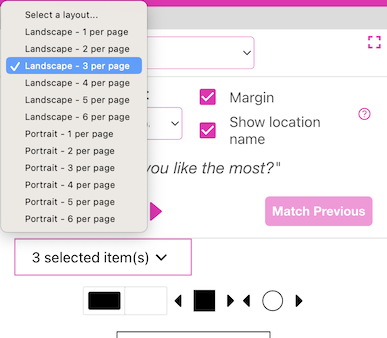 Select a layout...
Landscape - 1 per page
Landscape - 2 per page
✓ Landscape - 3 per page
Landscape - 4 per page
Landscape - 5 per page
Landscape - 6 per page
Portrait - 1 per page
Portrait - 2 per page
Portrait - 3 per page
Portrait - 4 per page
Portrait - 5 per page
Portrait - 6 per page
Margin
Show location
name
you like the most?"
Match Previous
3 selected item(s)